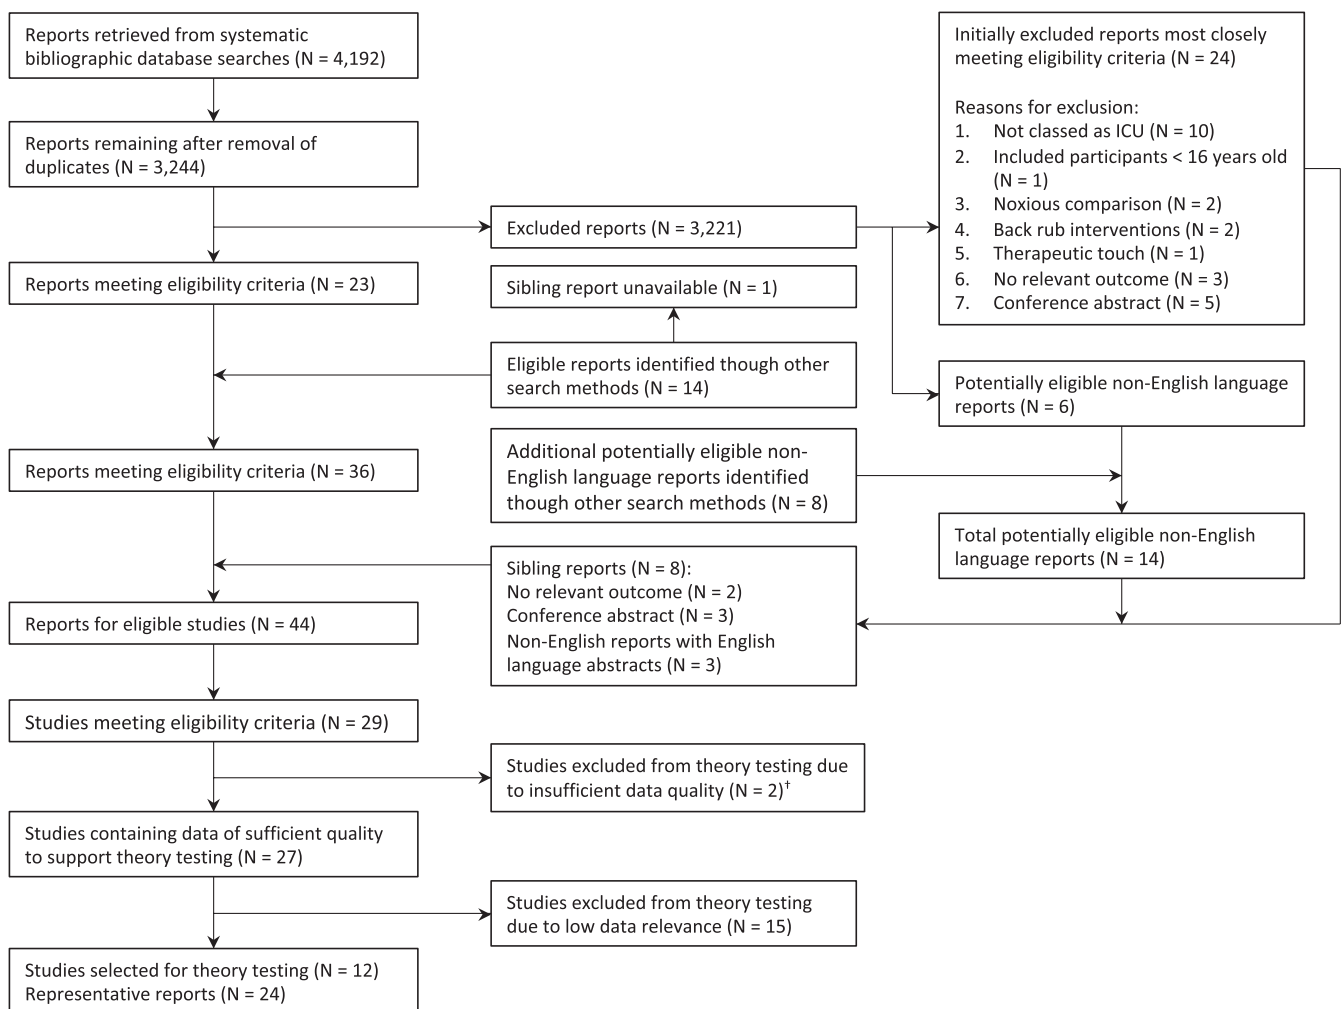 Reports retrieved from systematic
bibliographic database searches (N = 4,192)
Reports remaining after removal of
duplicates (N = 3,244)
Excluded reports (N = 3,221)
Reports meeting eligibility criteria (N = 23)
Sibling report unavailable (N = 1)
Eligible reports identified though other
search methods (N = 14)
Reports meeting eligibility criteria (N = 36)
Additional potentially eligible non-
English language reports identified
though other search methods (N = 8)
Sibling reports (N = 8):
No relevant outcome (N = 2)
Conference abstract (N = 3)
Non-English reports with English
language abstracts (N = 3)
Reports for eligible studies (N = 44)
Studies meeting eligibility criteria (N = 29)
Studies excluded from theory testing due
to insufficient data quality (N = 2)†
Studies containing data of sufficient quality
to support theory testing (N = 27)
Studies excluded from theory testing
due to low data relevance (N = 15)
Studies selected for theory testing (N = 12)
Representative reports (N = 24)
Initially excluded reports most closely
meeting eligibility criteria (N = 24)
Reasons for exclusion:
1. Not classed as ICU (N = 10)
2. Included participants < 16 years old
(N = 1)
3. Noxious comparison (N = 2)
4. Back rub interventions (N = 2)
5. Therapeutic touch (N = 1)
6. No relevant outcome (N = 3)
7. Conference abstract (N = 5)
Potentially eligible non-English language
reports (N = 6)
Total potentially eligible non-English
language reports (N = 14)